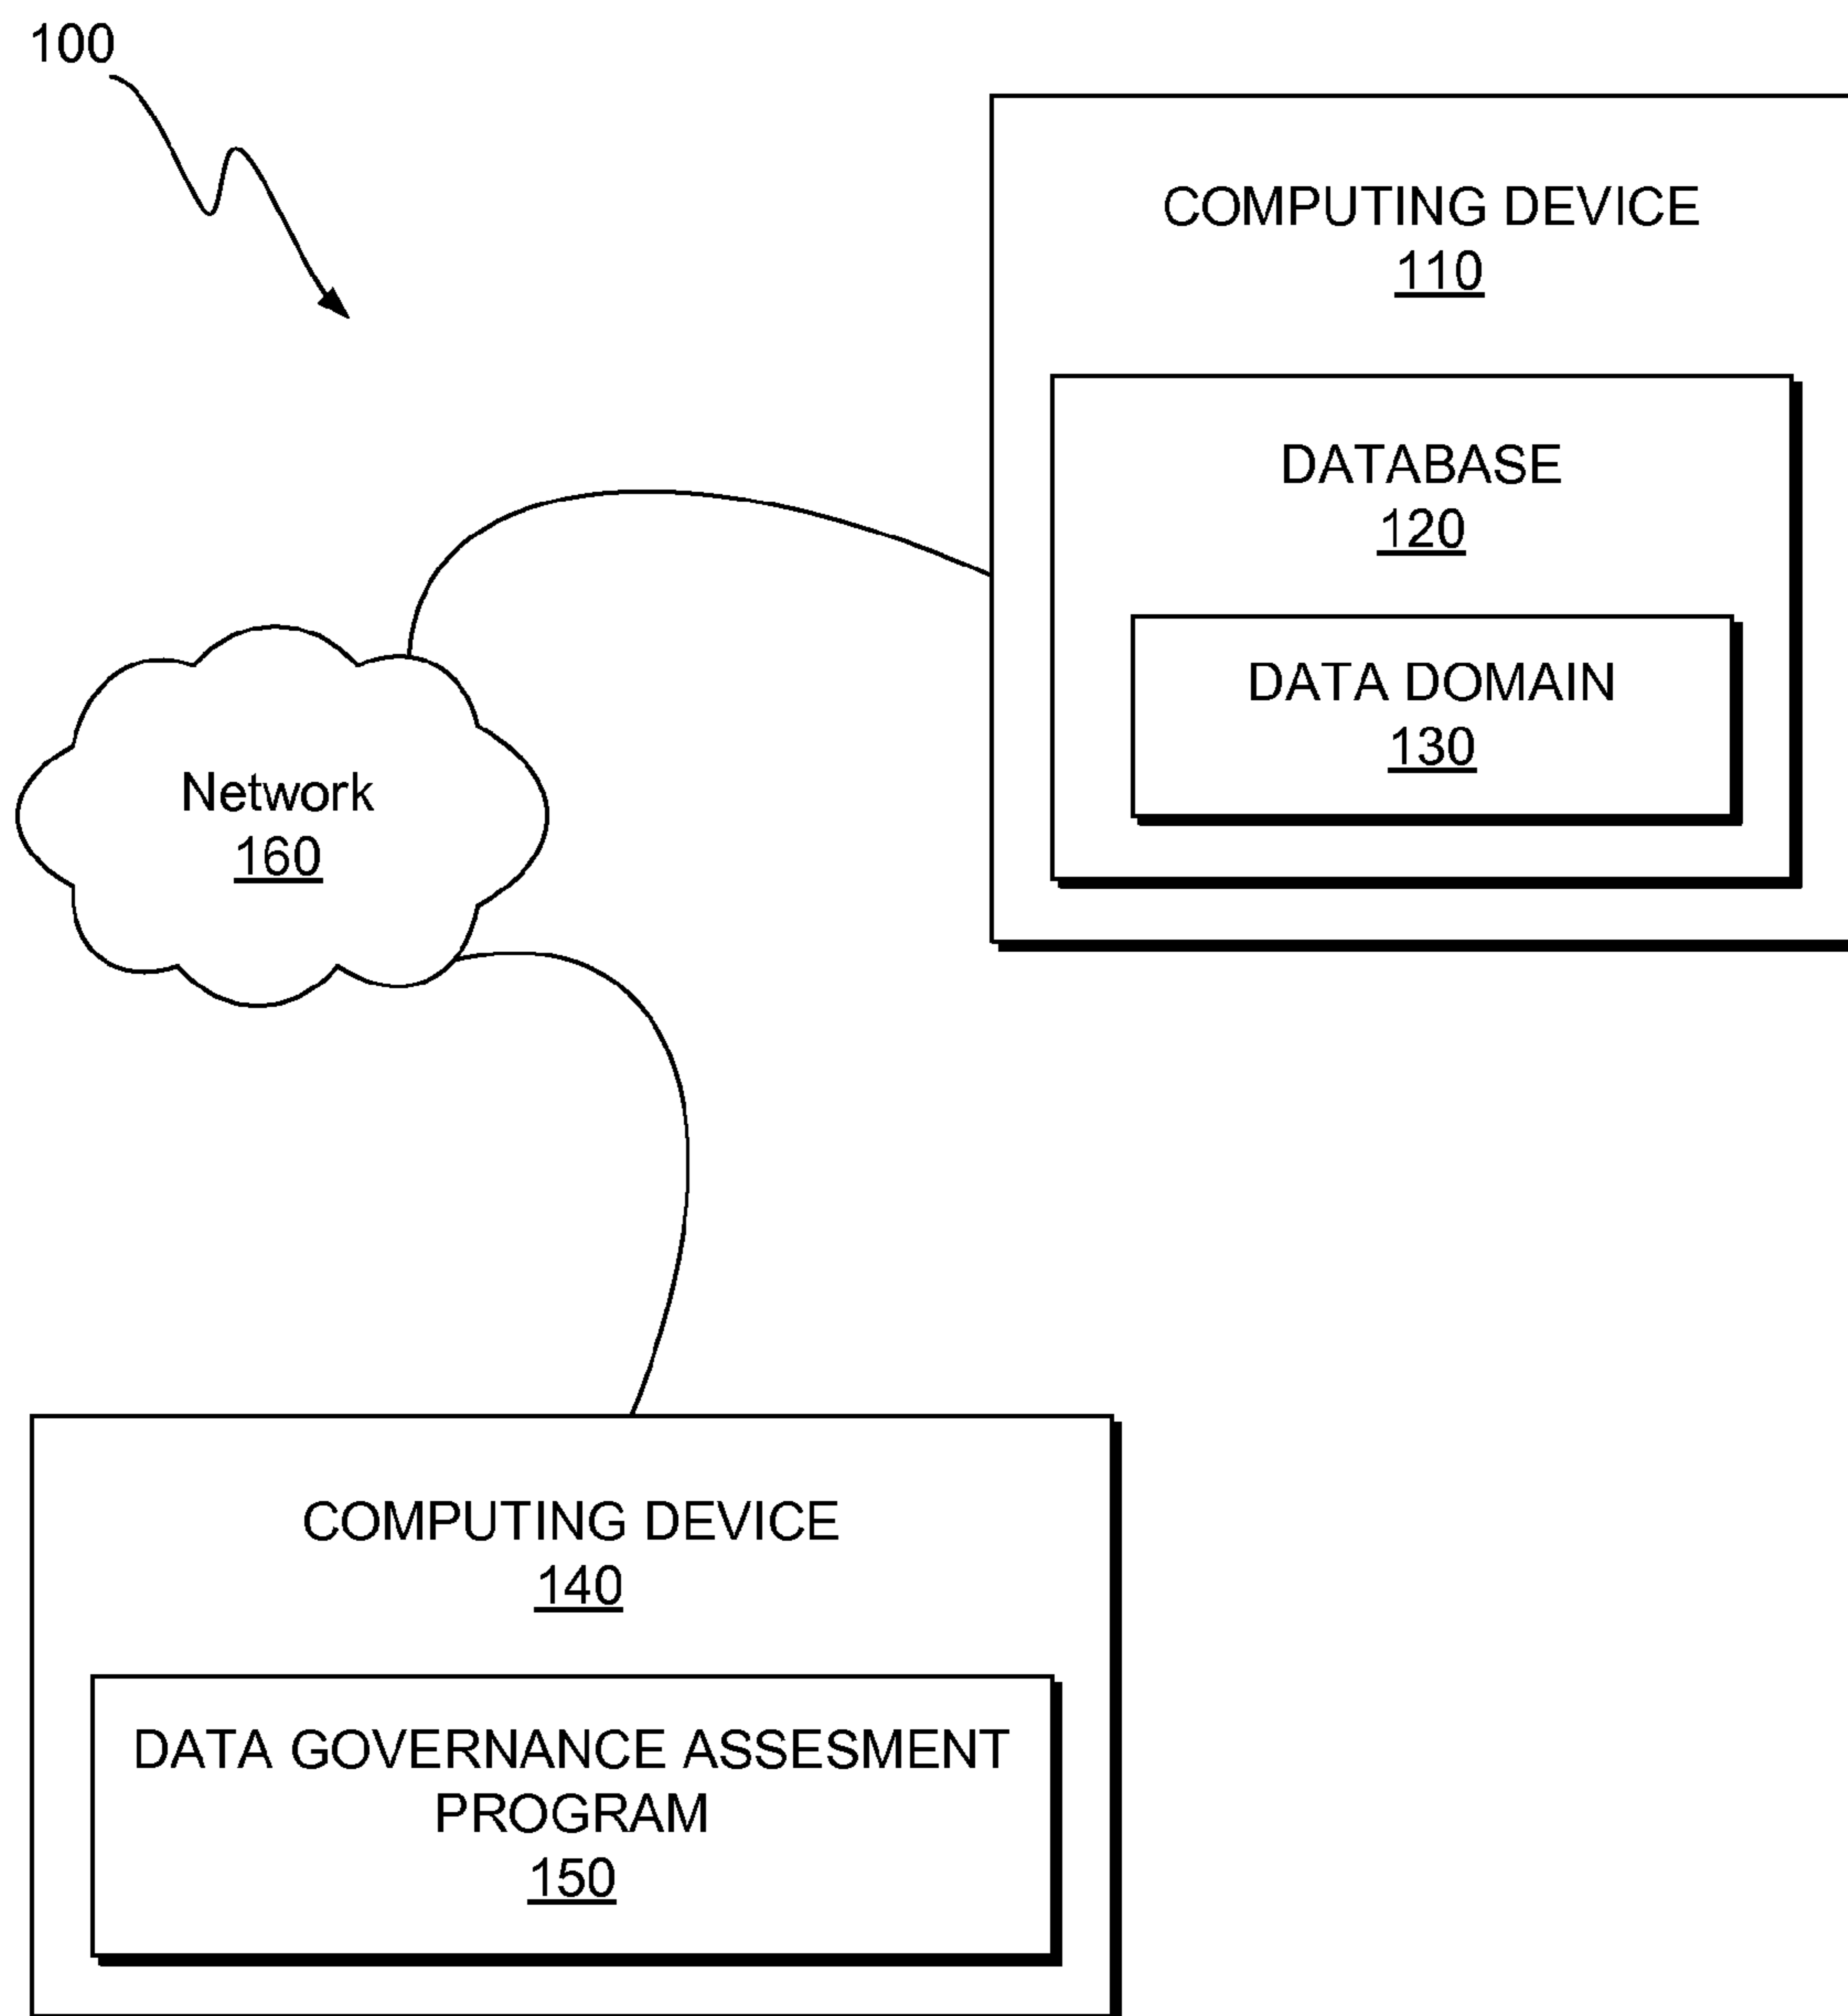 100
COMPUTING DEVICE
110
DATABASE
120
DATA DOMAIN
130
Network
160
COMPUTING DEVICE
140
DATA GOVERNANCE ASSESMENT
PROGRAM
150